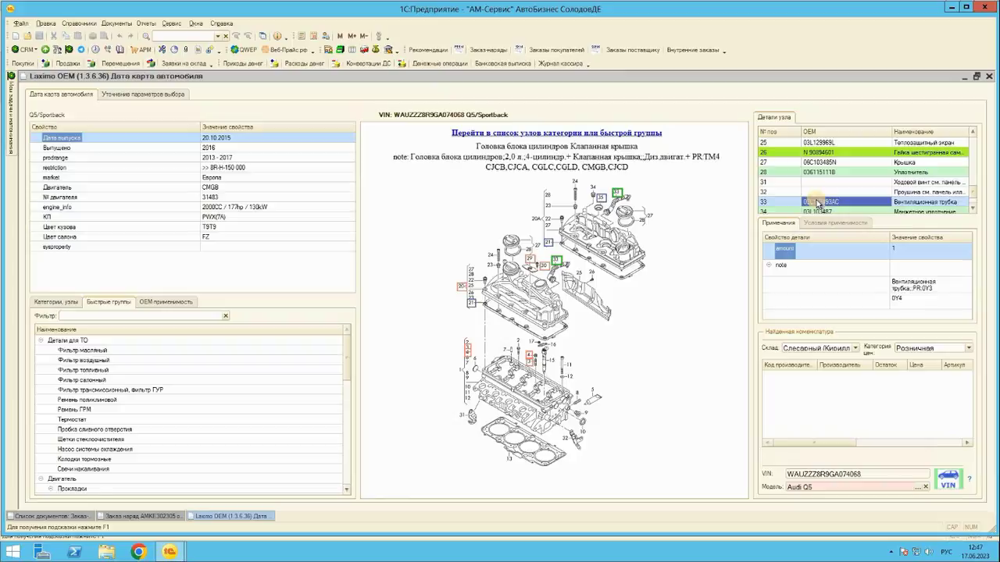 1С:Предприятие - "АМ-Сервис" АвтоБизнес СолодовДЕ
Файл Правка Справочники Документы Отчеты Сервис Окна Справка
M M+ M-
CRM АРМ QWEP Веб-Прайс рф Рекомендации Заказ-наряды Заказы покупателей Заказы поставщику Внутренние заказы
Покупки Продажи Перемещения Заявки на склад Приходы денег Расходы денег Конвертации ДС Денежные операции Банковская выписка Журнал кассира
Laximo OEM (1.3.6.36) Дата карта автомобиля
Дата карта автомобиля Уточнение параметров выбора
Q5/Sportback
Свойство Значение свойства
Дата выпуска 20.10.2015
Выпущено 2016
prodrange 2013 - 2017
restriction >> 8R-H-150 000
market Европа
Двигатель CMGB
№ двигателя 31483
engine_info 2000CC / 177hp / 130kW
КП PWX(7A)
Цвет кузова T9T9
Цвет салона FZ
sysproperty
Категории, узлы Быстрые группы OEM применимость
Фильтр:
Наименование
Детали для ТО
Фильтр масляный
Фильтр воздушный
Фильтр топливный
Фильтр салонный
Фильтр трансмиссионный, фильтр ГУР
Ремень поликлиновой
Ремень ГРМ
Термостат
Пробка сливного отверстия
Щетки стеклоочистителя
Насос системы охлаждения
Колодки тормозные
Свечи накаливания
Двигатель
Прокладки
VIN: WAUZZZ8R9GA074068 Q5/Sportback
Перейти в список узлов категории или быстрой группы
Головка блока цилиндров Клапанная крышка
note: Головка блока цилиндров;2,0 л.;4-цилиндр.+ Клапанная крышка;;Диз.двигат.+ PR:TM4
CJCB,CJCA, CGLC,CGLD, CMGB,CJCD
Детали узла
№ поз OEM Наименование
25 03L129969L Теплозащитный экран
26 N 90894601 Гайка шестигранная сам...
27 06C103485N Крышка
28 036115111B Уплотнитель
31 Ходовой винт см. панель ...
32 Проушина см. панель илл...
33 Вентиляционная трубка
34 03L103487 Манжетное уплотнение
Примечания Условия применимости
Свойство детали Значение свойства
amount 1
note
Вентиляционная
трубка;;PR:0Y3
0Y4
Найденная номенклатура
Склад: Слесарный (Кирилл Категория цен: Розничная
Код производите... Производитель Остаток Цена Артикул
VIN: WAUZZZ8R9GA074068
VIN
Модель: Audi Q5
Список документов: Заказ-... Заказ наряд АМКЕ302305 о... Laximo OEM (1.3.6.36) Дата ...
Для получения подсказки нажмите F1
CAP NUM
Для получения подсказки нажмите F1
РУС
12:47
17.06.2023